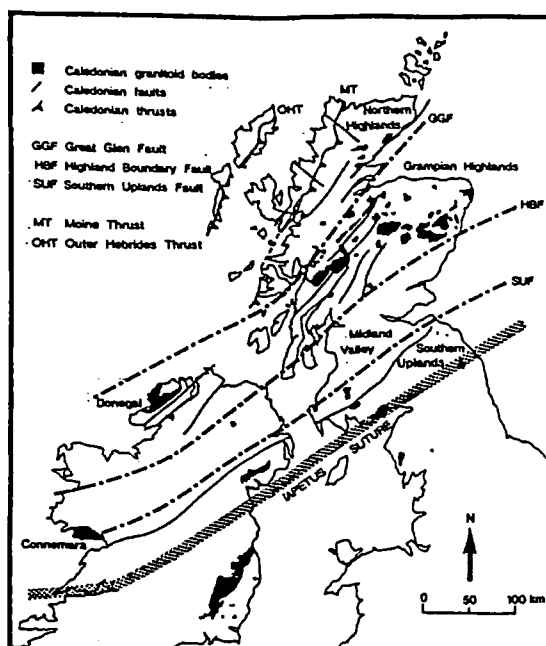 Caledonian granitoid bodies
Caledonian faults
Caledonian thrusts
GGF Great Glen Fault
HBF Highland Boundary Fault
SUF Southern Uplands Fault
MT Moine Thrust
OHT Outer Hebrides Thrust
MT
OHT
Northern
Highlands
GGF
Grampian Highlands
HBF
SUF
Midland
Valley
Southern
Uplands
Donegal
IAPETUS SUTURE
Connemara
N
0 50 100 km